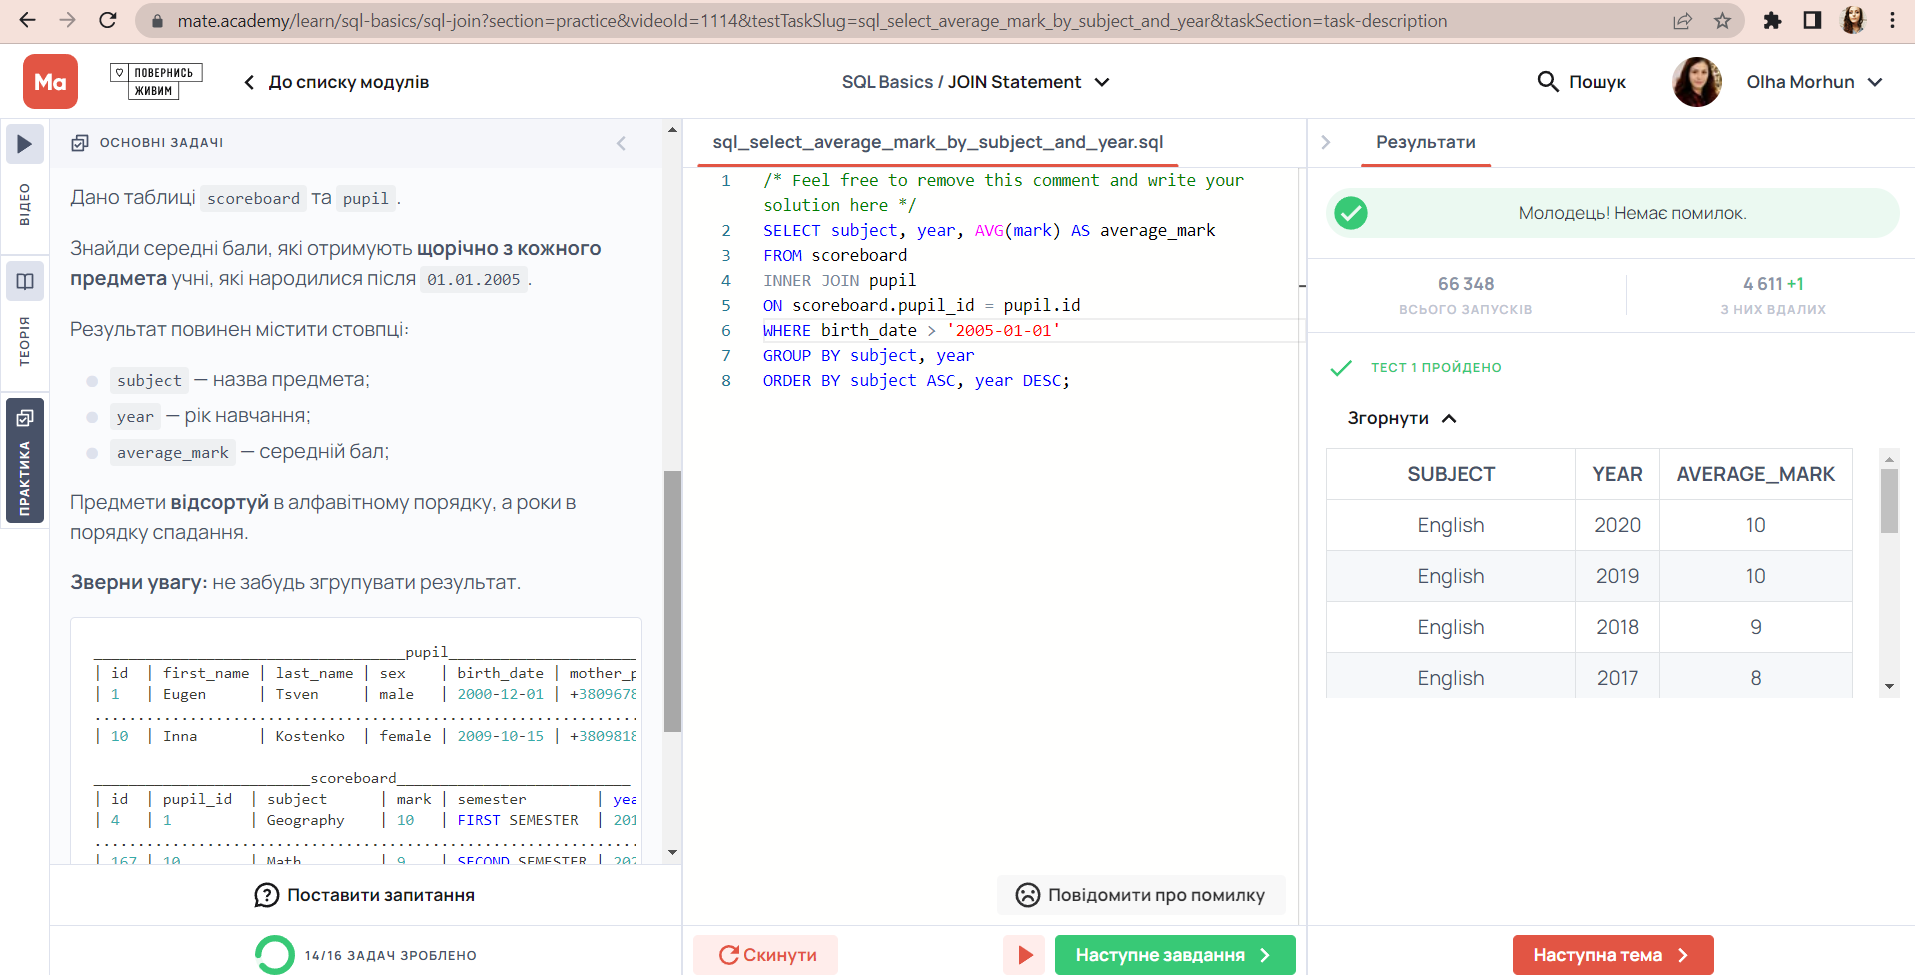 mate.academy/learn/sql-basics/sql-join?section=practice&videoId=1114&testTaskSlug=sql_select_average_mark_by_subject_and_year&taskSection=task-description
Ma
ПОВЕРНИСЬ
ЖИВИМ
До списку модулів
SQL Basics / JOIN Statement
Пошук
Olha Morhun
ВІДЕО
ТЕОРІЯ
ПРАКТИКА
ОСНОВНІ ЗАДАЧІ
Дано таблиці scoreboard та pupil.
Знайди середні бали, які отримують щорічно з кожного
предмета учні, які народилися після 01.01.2005.
Результат повинен містити стовпці:
subject — назва предмета;
year — рік навчання;
average_mark — середній бал;
Предмети відсортуй в алфавітному порядку, а роки в
порядку спадання.
Зверни увагу: не забудь згрупувати результат.
____________________________________pupil______________________
| id | first_name | last_name | sex | birth_date | mother_p
| 1 | Eugen | Tsven | male | 2000-12-01 | +3809678
...............................................................
| 10 | Inna | Kostenko | female | 2009-10-15 | +3809818
_________________________scoreboard___________________________
| id | pupil_id | subject | mark | semester | yea
| 4 | 1 | Geography | 10 | FIRST SEMESTER | 201
...............................................................
| 167 | 10 | Math | 9 | SECOND SEMESTER | 202
Поставити запитання
14/16 ЗАДАЧ ЗРОБЛЕНО
sql_select_average_mark_by_subject_and_year.sql
1 /* Feel free to remove this comment and write your
solution here */
2 SELECT subject, year, AVG(mark) AS average_mark
3 FROM scoreboard
4 INNER JOIN pupil
5 ON scoreboard.pupil_id = pupil.id
6 WHERE birth_date > '2005-01-01'
7 GROUP BY subject, year
8 ORDER BY subject ASC, year DESC;
Повідомити про помилку
Скинути
Наступне завдання
Результати
Молодець! Немає помилок.
66 348
ВСЬОГО ЗАПУСКІВ
4 611 +1
З НИХ ВДАЛИХ
ТЕСТ 1 ПРОЙДЕНО
Згорнути
SUBJECT YEAR AVERAGE_MARK
English 2020 10
English 2019 10
English 2018 9
English 2017 8
Наступна тема